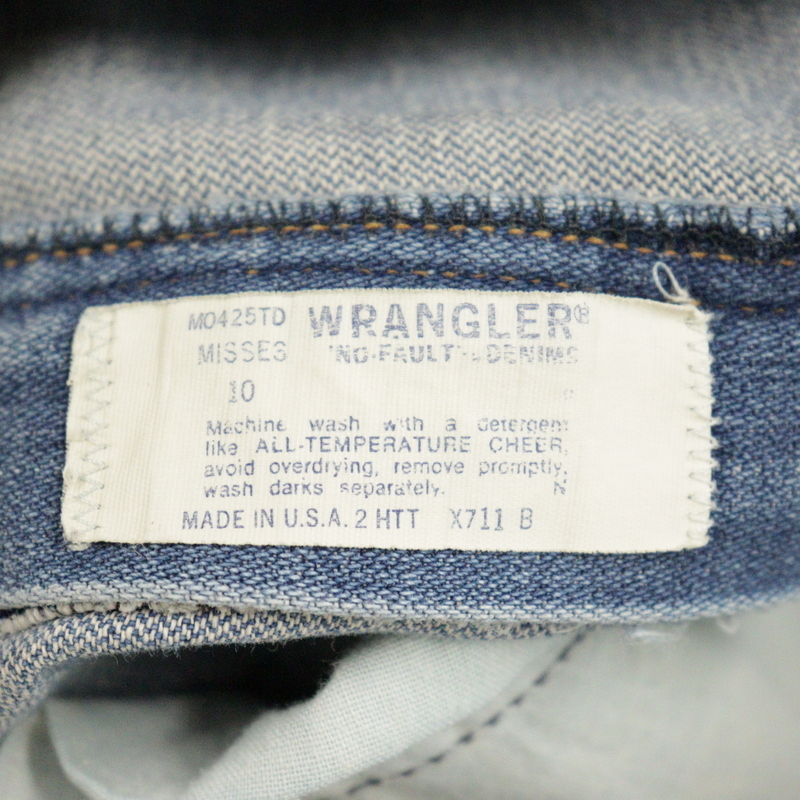 M0425TD WRANGLER®
MISSES "NO-FAULT" DENIMS
10
Machine wash with a detergent
like ALL-TEMPERATURE CHEER,
avoid overdrying, remove promptly,
wash darks separately. N
MADE IN U.S.A. 2 HTT X711 B